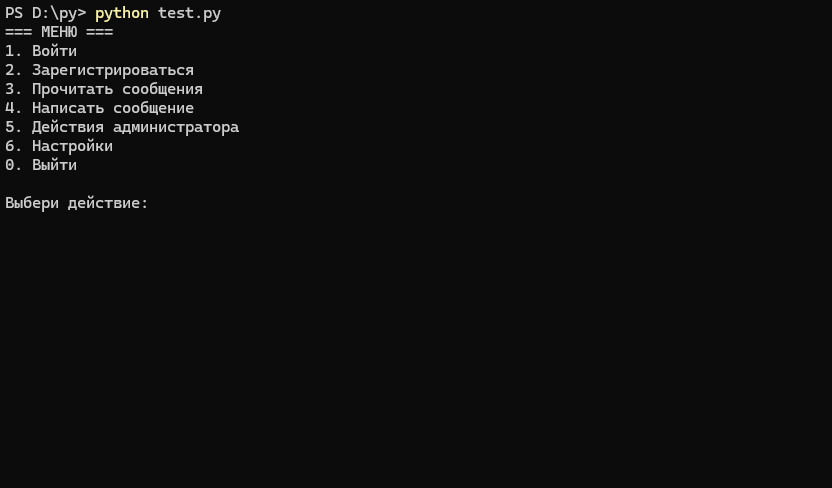 PS D:\py> python test.py
=== МЕНЮ ===
1. Войти
2. Зарегистрироваться
3. Прочитать сообщения
4. Написать сообщение
5. Действия администратора
6. Настройки
0. Выйти
Выбери действие: